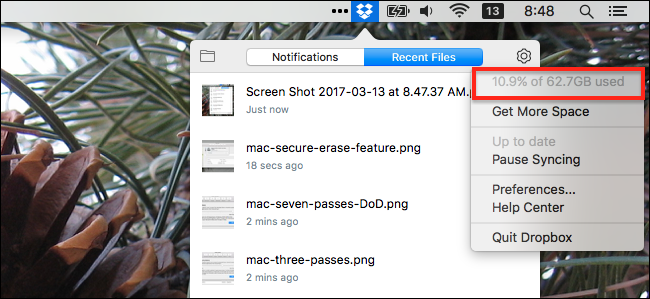 13 8:48
Notifications Recent Files
Screen Shot 2017-03-13 at 8.47.37 AM.p
Just now
mac-secure-erase-feature.png
18 secs ago
mac-seven-passes-DoD.png
2 mins ago
mac-three-passes.png
2 mins ago
10.9% of 62.7GB used
Get More Space
Up to date
Pause Syncing
Preferences...
Help Center
Quit Dropbox